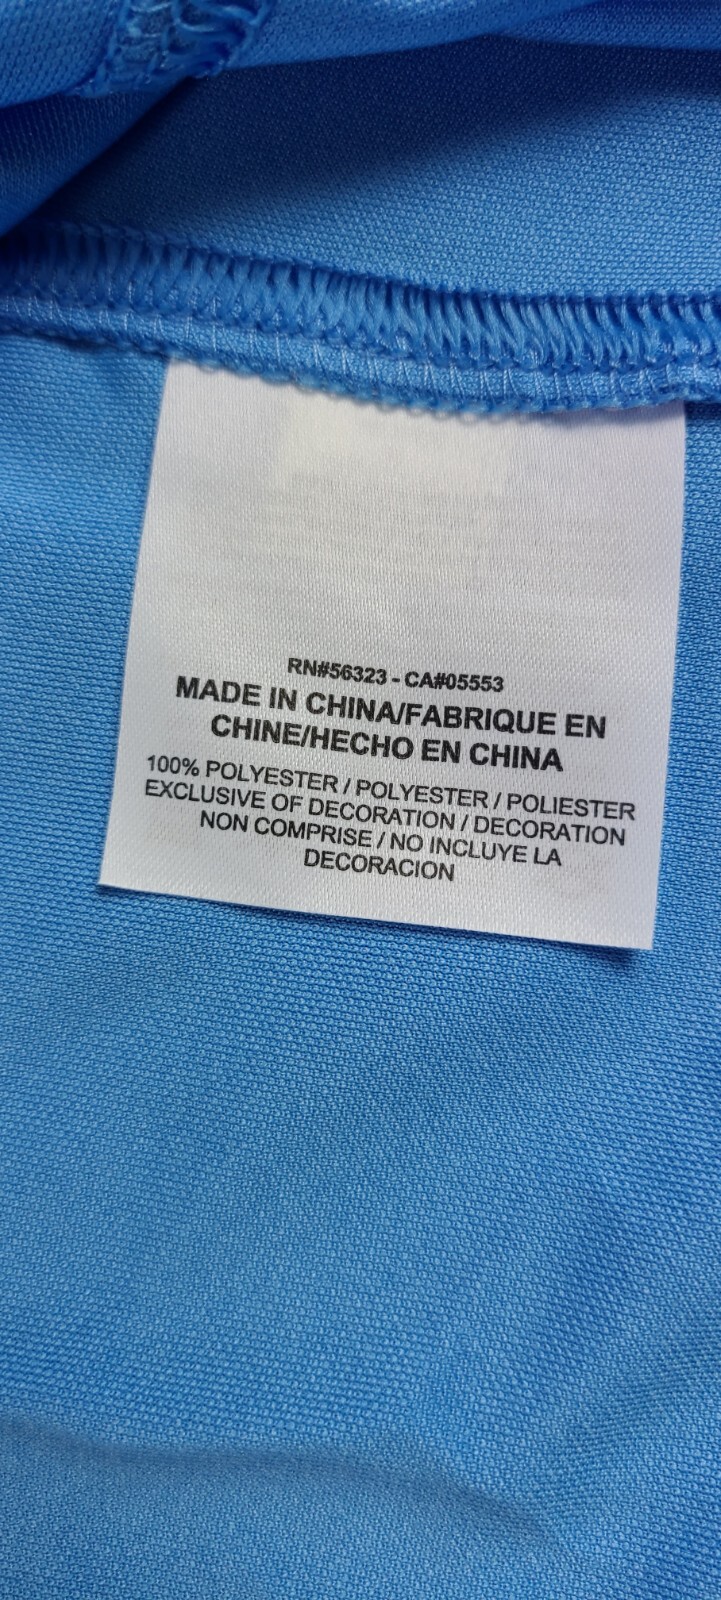 RN#56323 - CA#05553
MADE IN CHINA/FABRIQUE EN
CHINE/HECHO EN CHINA
100% POLYESTER / POLYESTER / POLIESTER
EXCLUSIVE OF DECORATION / DECORATION
NON COMPRISE / NO INCLUYE LA
DECORACION